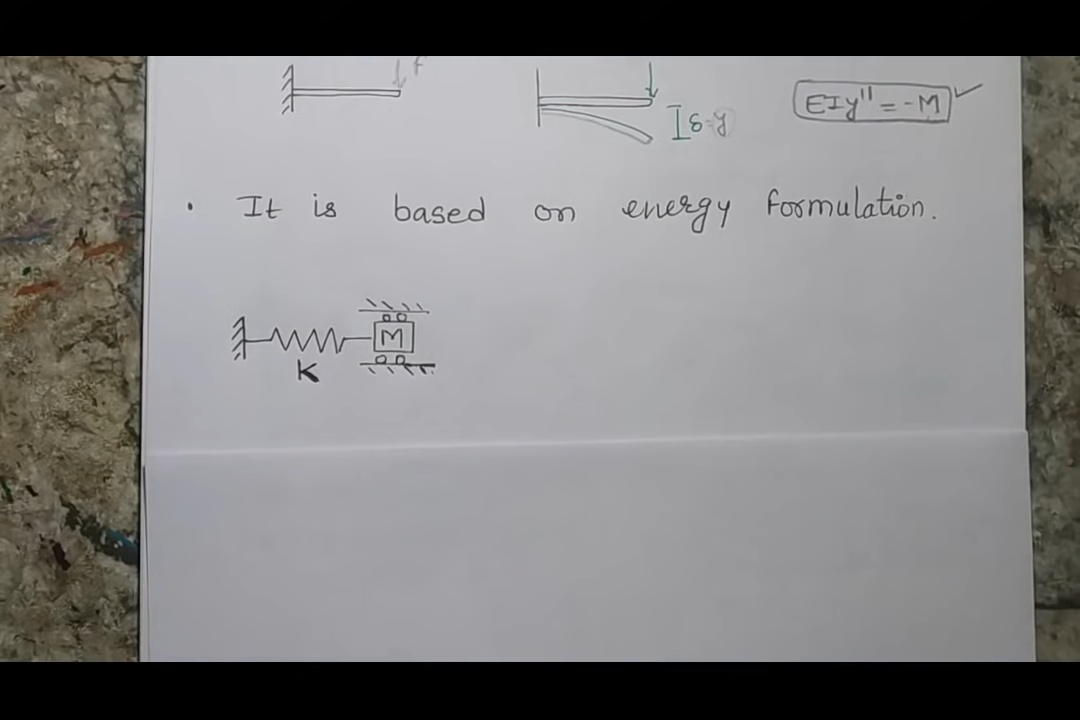 F
δ=y
EIy" = -M
• It is based on energy formulation.
M
K